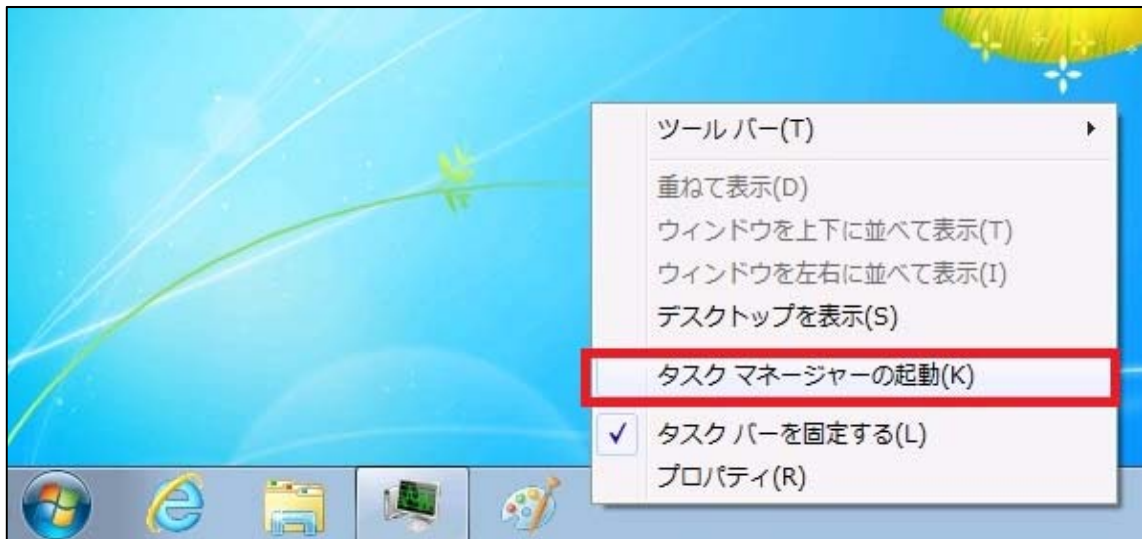 ツール バー(T)
重ねて表示(D)
ウィンドウを上下に並べて表示(T)
ウィンドウを左右に並べて表示(I)
デスクトップを表示(S)
タスク マネージャーの起動(K)
タスク バーを固定する(L)
プロパティ(R)